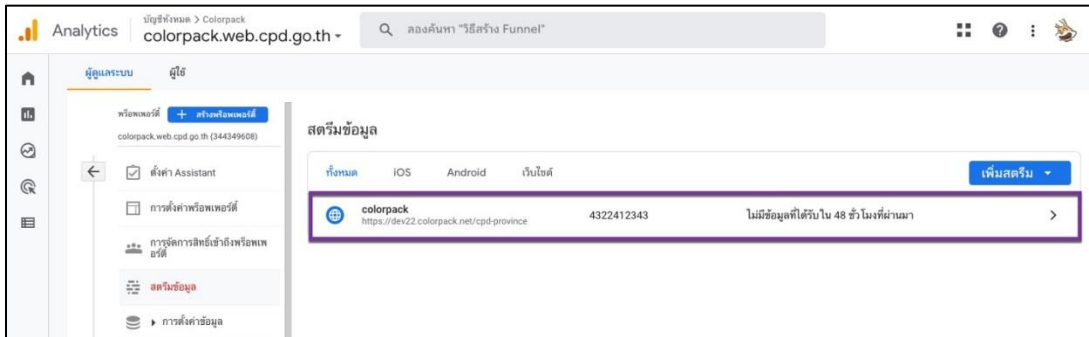 Analytics
บัญชีทั้งหมด > Colorpack
colorpack.web.cpd.go.th
ลองค้นหา "วิธีสร้าง Funnel"
ผู้ดูแลระบบ
ผู้ใช้
พร็อพเพอร์ตี้
+ สร้างพร็อพเพอร์ตี้
colorpack.web.cpd.go.th (344349608)
ตั้งค่า Assistant
การตั้งค่าพร็อพเพอร์ตี้
การจัดการสิทธิ์เข้าถึงพร็อพเพ
อร์ตี้
สตรีมข้อมูล
การตั้งค่าข้อมูล
สตรีมข้อมูล
ทั้งหมด iOS Android เว็บไซต์
เพิ่มสตรีม
colorpack
https://dev22.colorpack.net/cpd-province
4322412343
ไม่มีข้อมูลที่ได้รับใน 48 ชั่วโมงที่ผ่านมา